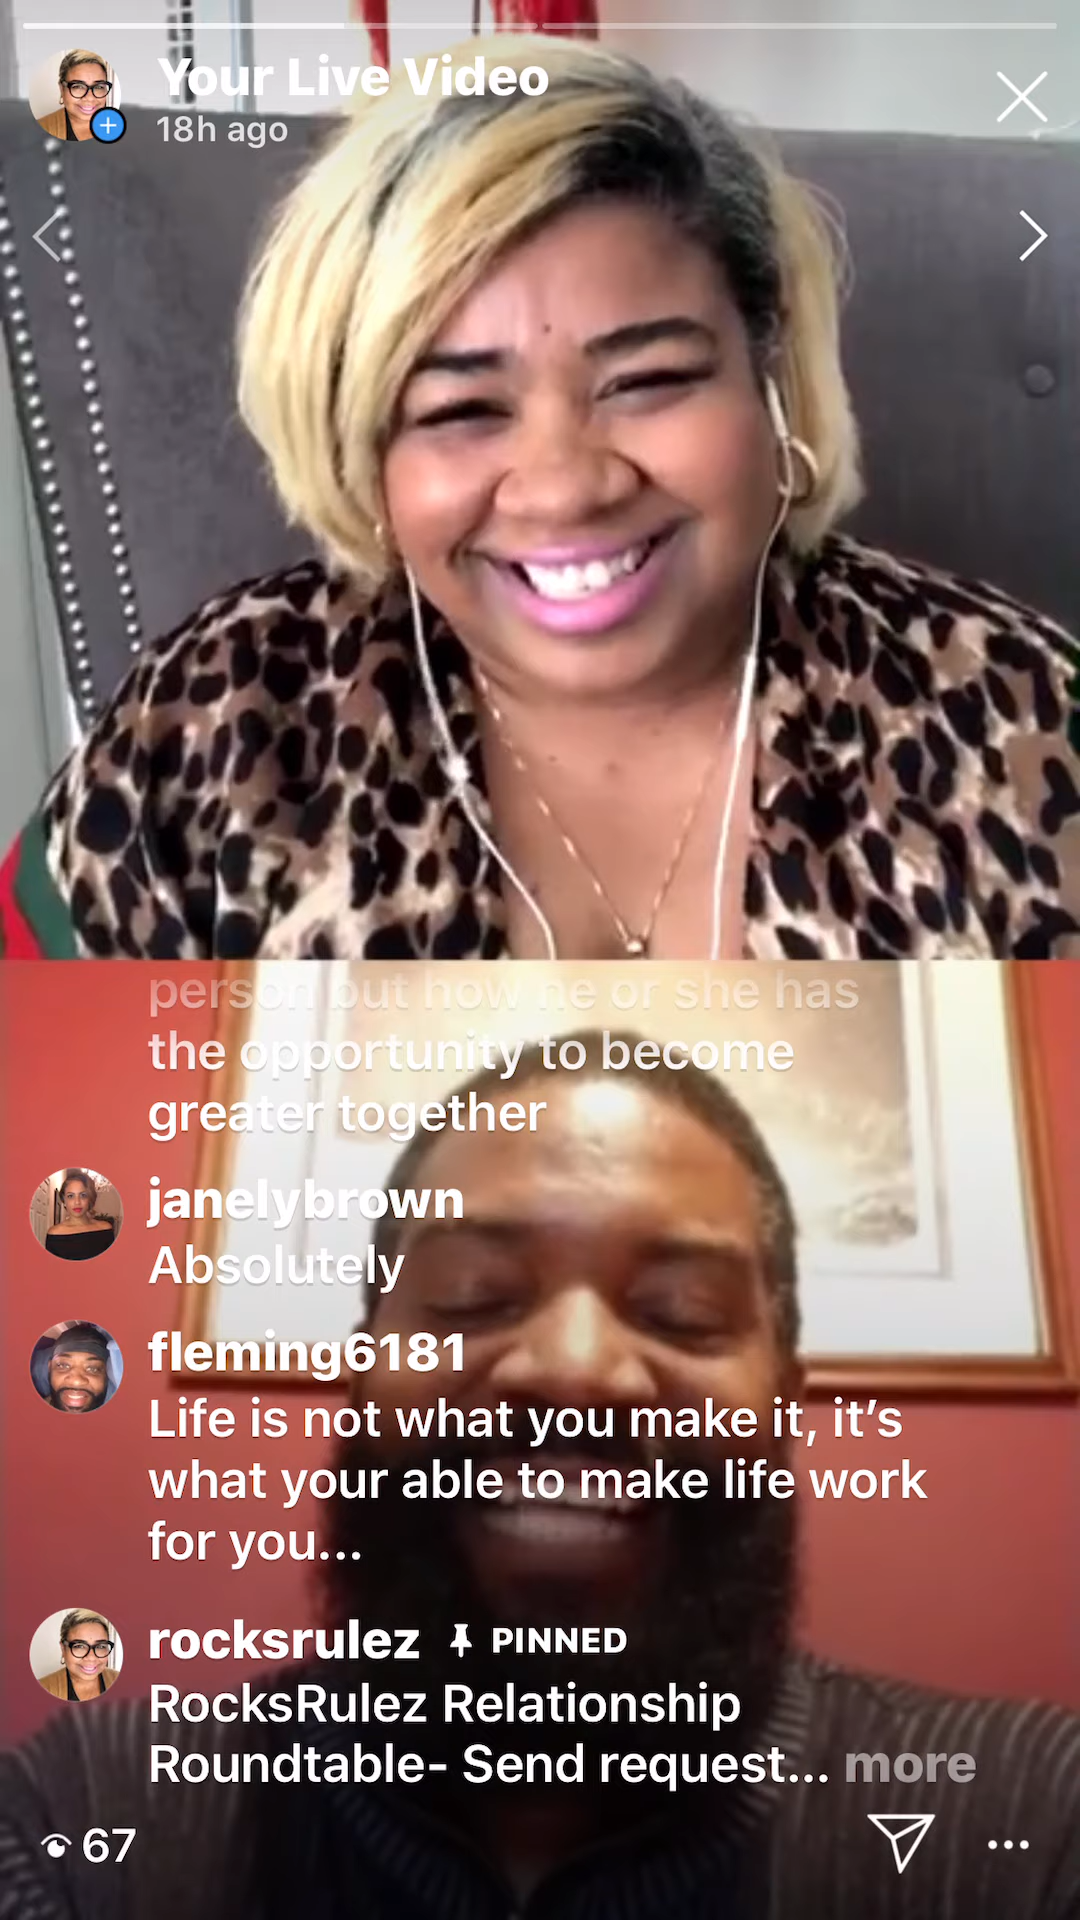 Your Live Video
18h ago
person but how he or she has
the opportunity to become
greater together
janelybrown
Absolutely
fleming6181
Life is not what you make it, it’s
what your able to make life work
for you...
rocksrulez PINNED
RocksRulez Relationship
Roundtable- Send request... more
67